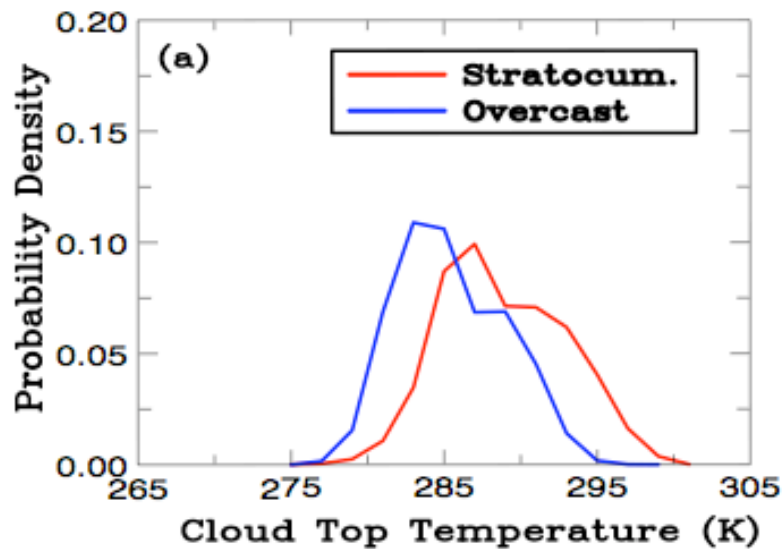 0.20
(a)
Stratocum.
Overcast
0.15
Probability Density
0.10
0.05
0.00
265 275 285 295 305
Cloud Top Temperature (K)